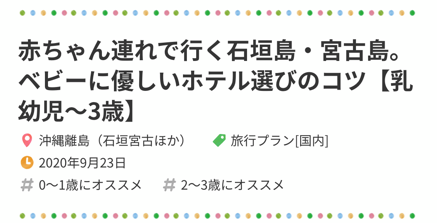 赤ちゃん連れで行く石垣島・宮古島。
ベビーに優しいホテル選びのコツ【乳
幼児〜3歳】
沖縄離島（石垣宮古ほか） 旅行プラン[国内]
2020年9月23日
# 0〜1歳にオススメ # 2〜3歳にオススメ